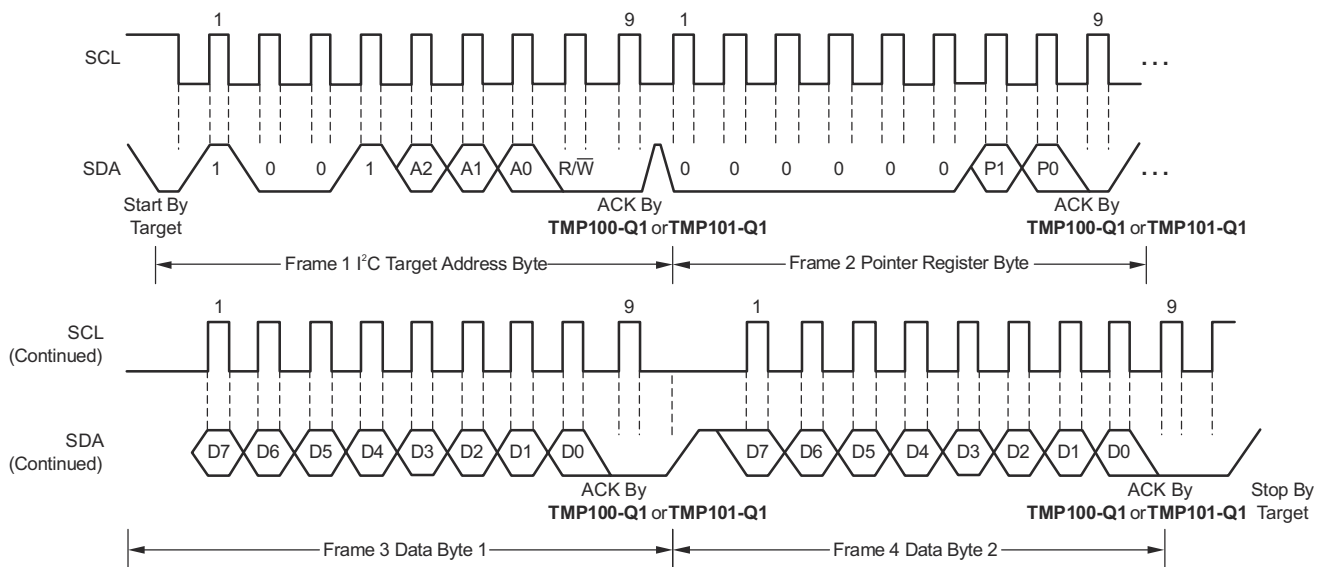 1 9 1 9
SCL ...
SDA 1 0 0 1 A2 A1 A0 R/W̅ 0 0 0 0 0 0 P1 P0 ...
Start By Target
ACK By TMP100-Q1 or TMP101-Q1
ACK By TMP100-Q1 or TMP101-Q1
Frame 1 I²C Target Address Byte
Frame 2 Pointer Register Byte
1 9 1 9
SCL (Continued)
SDA (Continued) D7 D6 D5 D4 D3 D2 D1 D0 D7 D6 D5 D4 D3 D2 D1 D0
ACK By TMP100-Q1 or TMP101-Q1
ACK By TMP100-Q1 or TMP101-Q1
Stop By Target
Frame 3 Data Byte 1
Frame 4 Data Byte 2